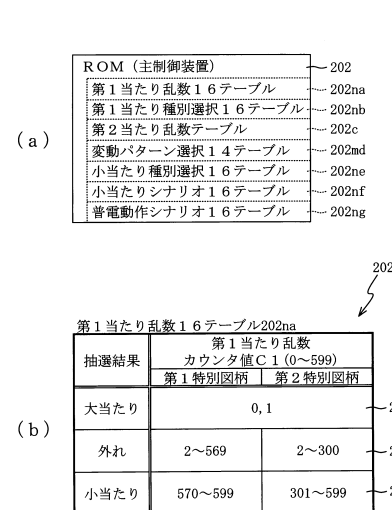 ROM（主制御装置） 202
第１当たり乱数１６テーブル 202na
第１当たり種別選択１６テーブル 202nb
（a） 第２当たり乱数テーブル 202c
変動パターン選択１４テーブル 202md
小当たり種別選択１６テーブル 202ne
小当たりシナリオ１６テーブル 202nf
普電動作シナリオ１６テーブル 202ng
第１当たり乱数１６テーブル202na
抽選結果 第１当たり乱数
カウンタ値Ｃ１(0～599)
第１特別図柄 第２特別図柄
大当たり 0,1
（b） 外れ 2～569 2～300
小当たり 570～599 301～599